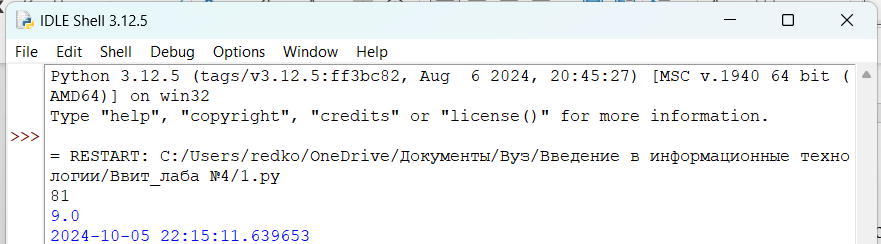 IDLE Shell 3.12.5
File Edit Shell Debug Options Window Help
Python 3.12.5 (tags/v3.12.5:ff3bc82, Aug  6 2024, 20:45:27) [MSC v.1940 64 bit (
AMD64)] on win32
Type "help", "copyright", "credits" or "license()" for more information.
>>>
= RESTART: C:/Users/redko/OneDrive/Документы/Вуз/Введение в информационные техно
логии/Ввит_лаба №4/1.py
81
9.0
2024-10-05 22:15:11.639653